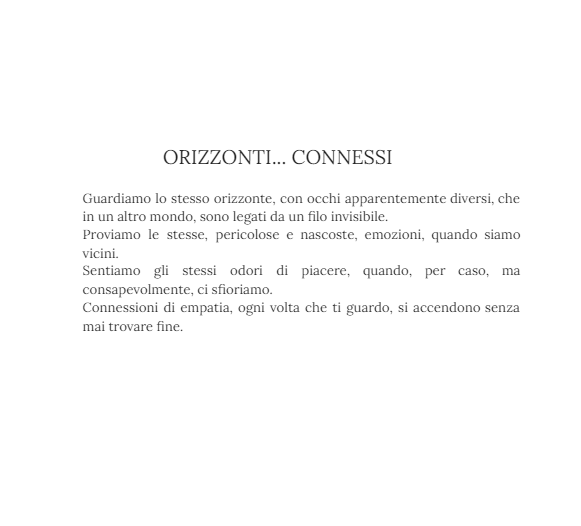 ORIZZONTI... CONNESSI
Guardiamo lo stesso orizzonte, con occhi apparentemente diversi, che
in un altro mondo, sono legati da un filo invisibile.
Proviamo le stesse, pericolose e nascoste, emozioni, quando siamo
vicini.
Sentiamo gli stessi odori di piacere, quando, per caso, ma
consapevolmente, ci sfioriamo.
Connessioni di empatia, ogni volta che ti guardo, si accendono senza
mai trovare fine.